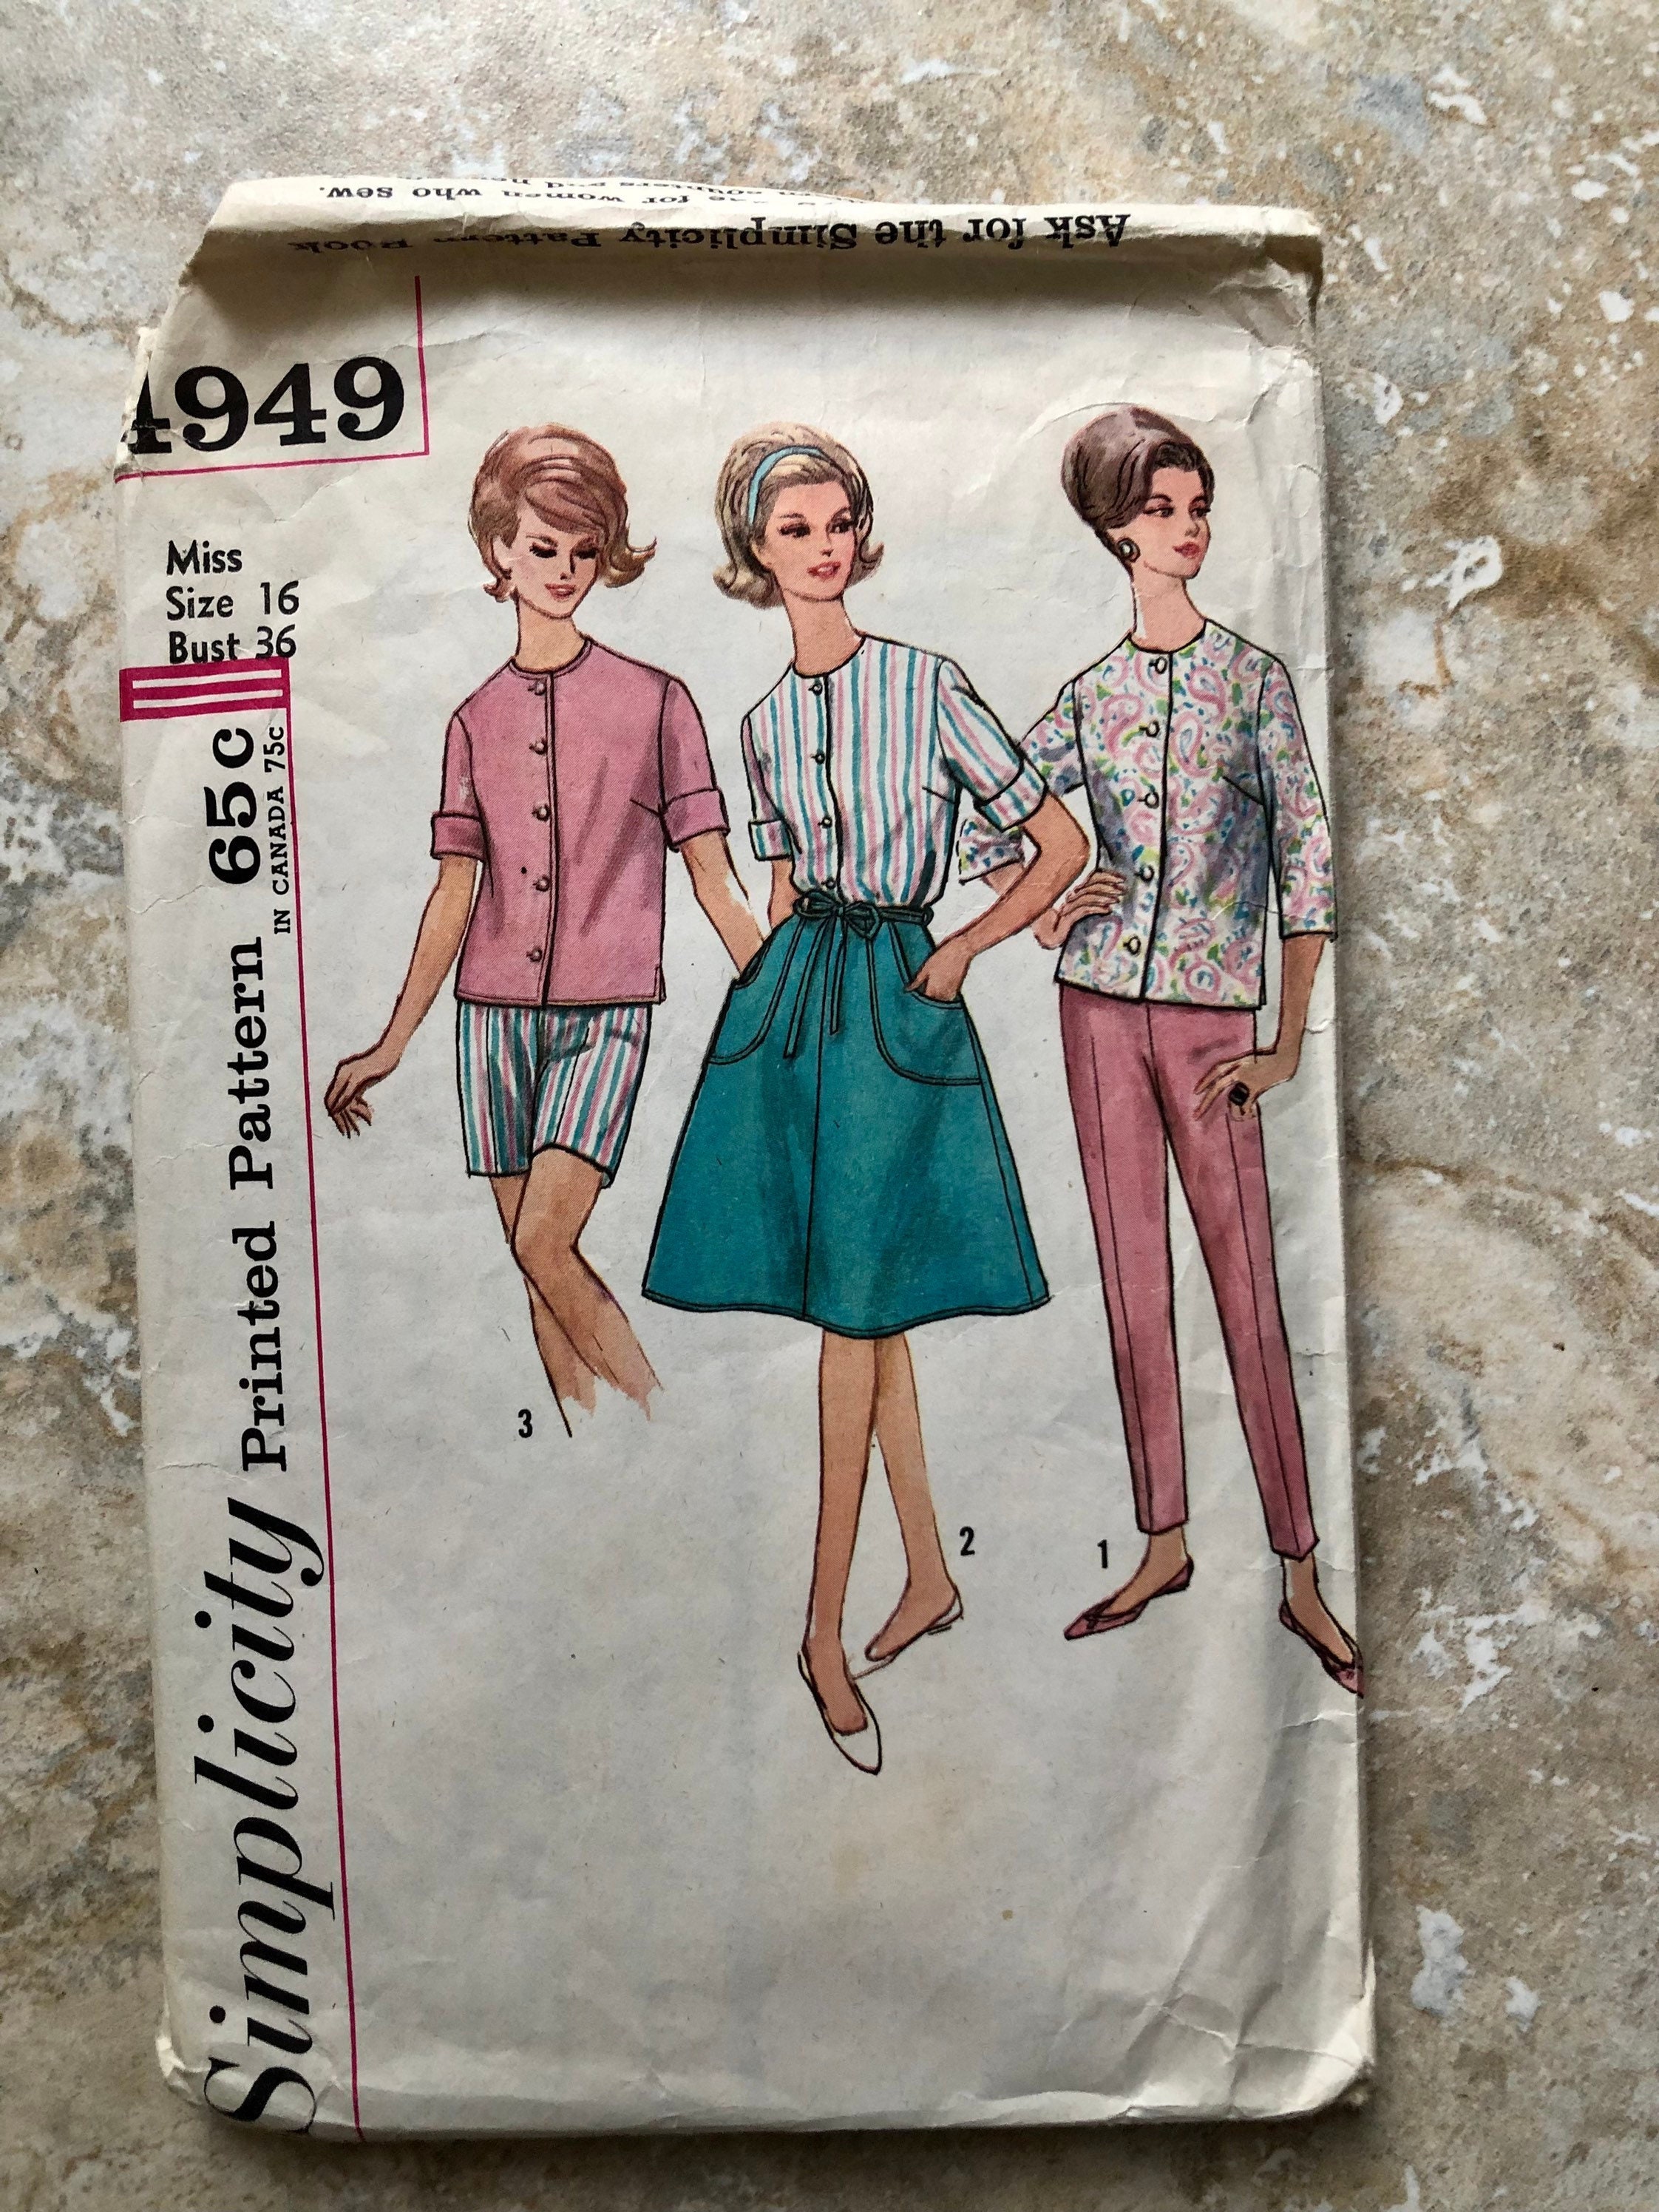 Ask for the Simplicity Pattern Book
for women who sew.
4949
Miss
Size 16
Bust 36
Simplicity Printed Pattern 65c
IN CANADA 75c
3
2
1